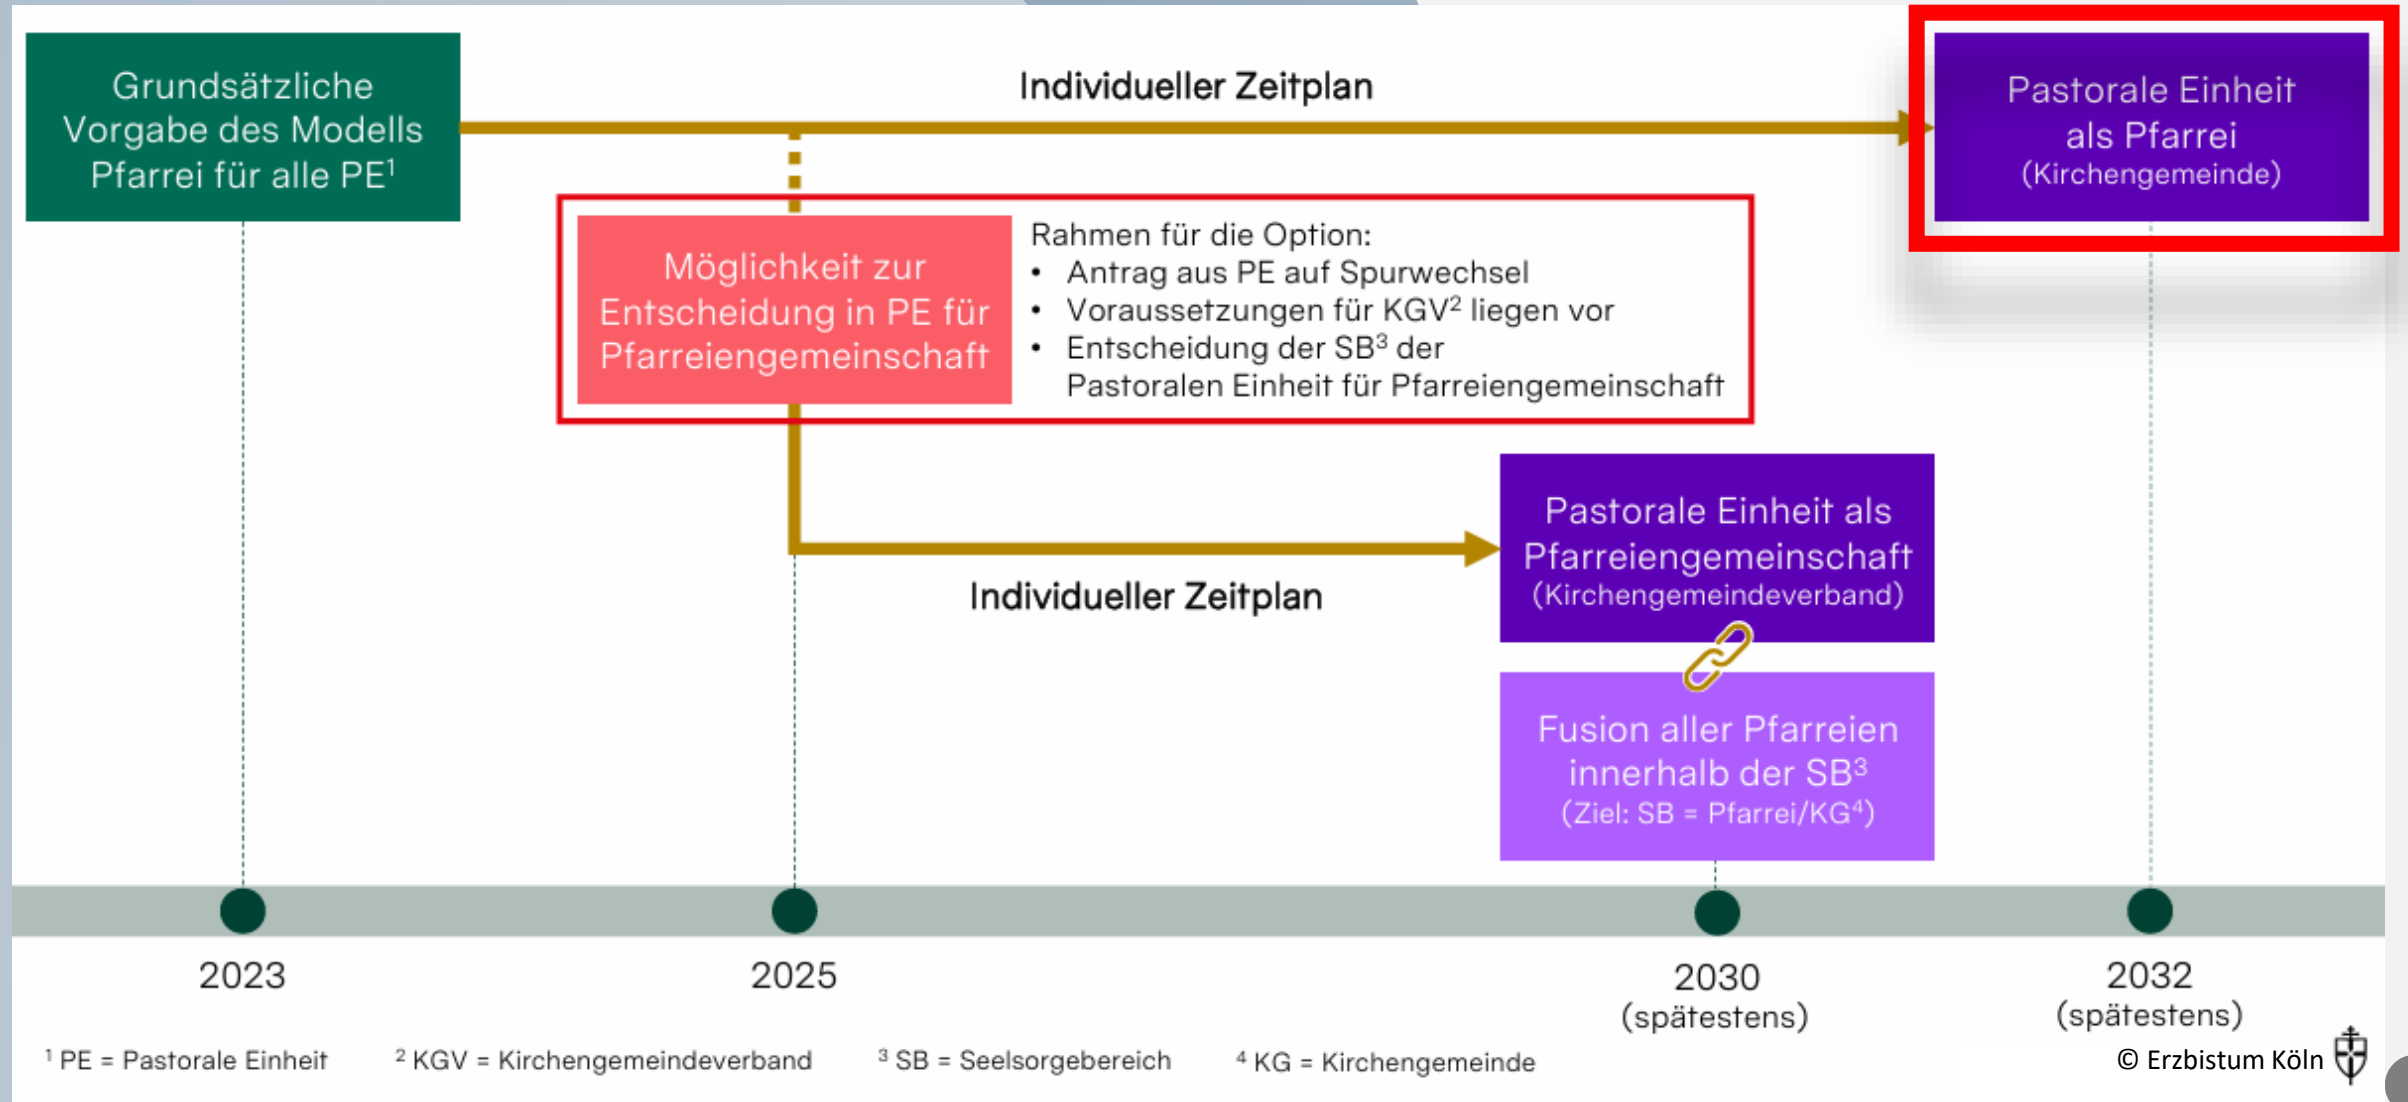 Grundsätzliche
Vorgabe des Modells
Pfarrei für alle PE¹
Individueller Zeitplan
Pastorale Einheit
als Pfarrei
(Kirchengemeinde)
Möglichkeit zur
Entscheidung in PE für
Pfarreiengemeinschaft
Rahmen für die Option:
• Antrag aus PE auf Spurwechsel
• Voraussetzungen für KGV² liegen vor
• Entscheidung der SB³ der
Pastoralen Einheit für Pfarreiengemeinschaft
Individueller Zeitplan
Pastorale Einheit als
Pfarreiengemeinschaft
(Kirchengemeindeverband)
Fusion aller Pfarreien
innerhalb der SB³
(Ziel: SB = Pfarrei/KG⁴)
2023
2025
2030
(spätestens)
2032
(spätestens)
¹ PE = Pastorale Einheit
² KGV = Kirchengemeindeverband
³ SB = Seelsorgebereich
⁴ KG = Kirchengemeinde
© Erzbistum Köln